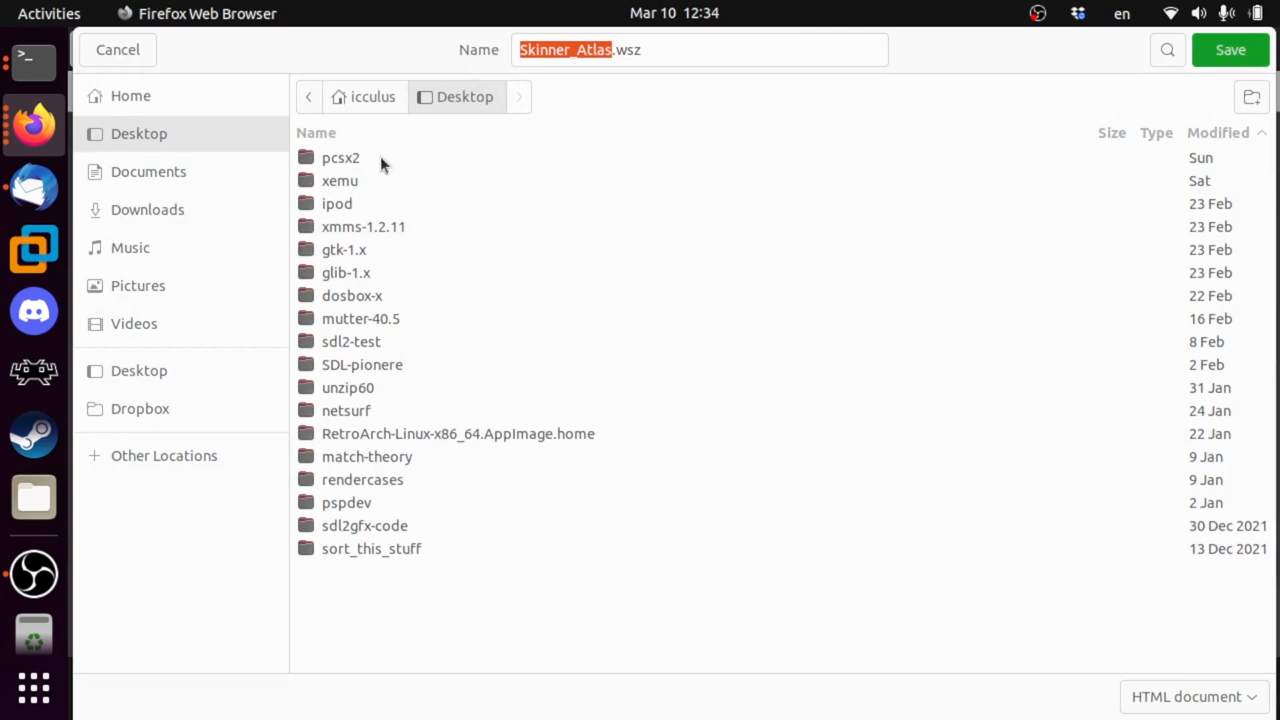 Activities Firefox Web Browser Mar 10 12:34 en
Cancel Name Skinner_Atlas.wsz Save
icculus Desktop
Home
Desktop
Documents
Downloads
Music
Pictures
Videos
Desktop
Dropbox
Other Locations
Name Size Type Modified
pcsx2 Sun
xemu Sat
ipod 23 Feb
xmms-1.2.11 23 Feb
gtk-1.x 23 Feb
glib-1.x 23 Feb
dosbox-x 22 Feb
mutter-40.5 16 Feb
sdl2-test 8 Feb
SDL-pionere 2 Feb
unzip60 31 Jan
netsurf 24 Jan
RetroArch-Linux-x86_64.AppImage.home 22 Jan
match-theory 9 Jan
rendercases 9 Jan
pspdev 2 Jan
sdl2gfx-code 30 Dec 2021
sort_this_stuff 13 Dec 2021
HTML document